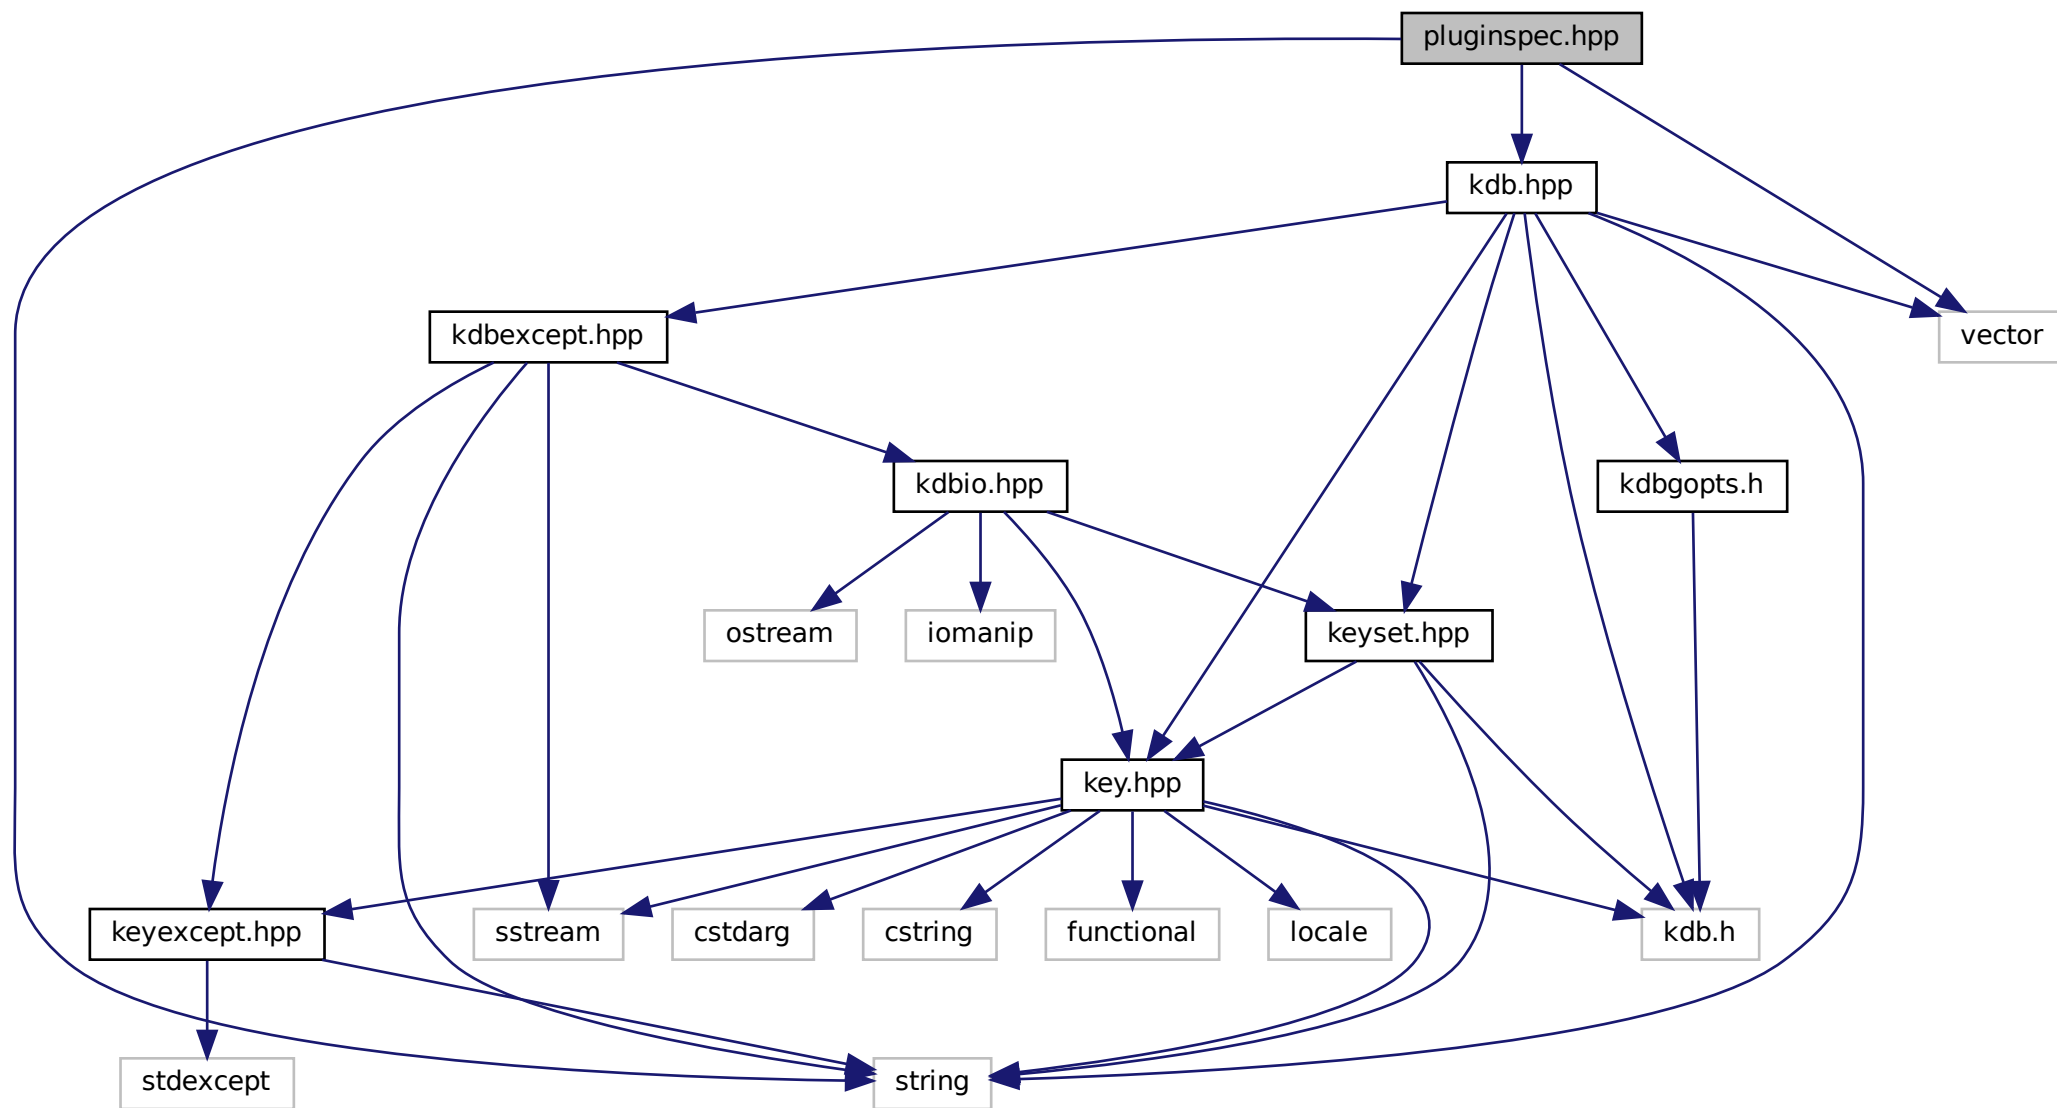 pluginspec.hpp
kdb.hpp
kdbexcept.hpp
vector
kdbio.hpp
kdbgopts.h
ostream
iomanip
keyset.hpp
key.hpp
keyexcept.hpp
sstream
cstdarg
cstring
functional
locale
kdb.h
stdexcept
string